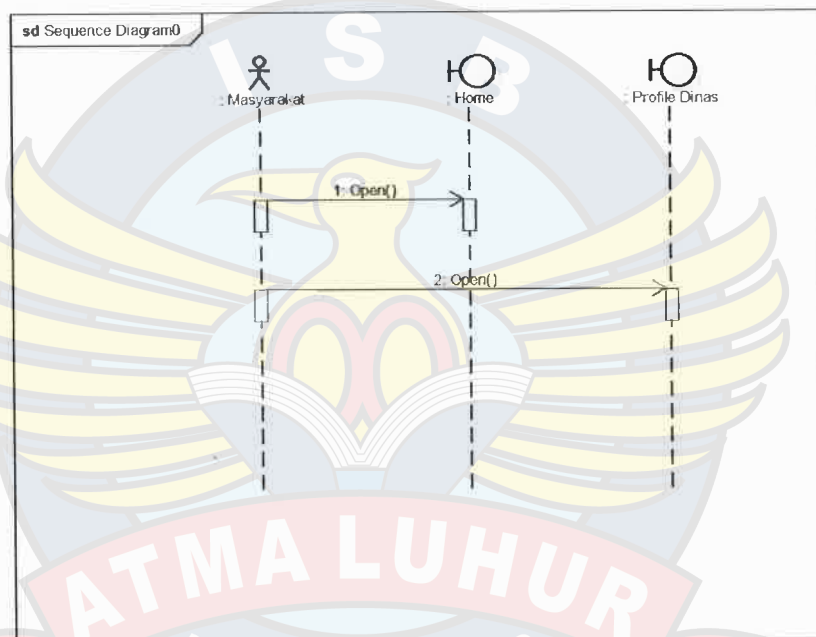 sd Sequence Diagram0
I S B
: Masyarakat
: Home
: Profile Dinas
1: Open()
2: Open()
ATMA LUHUR